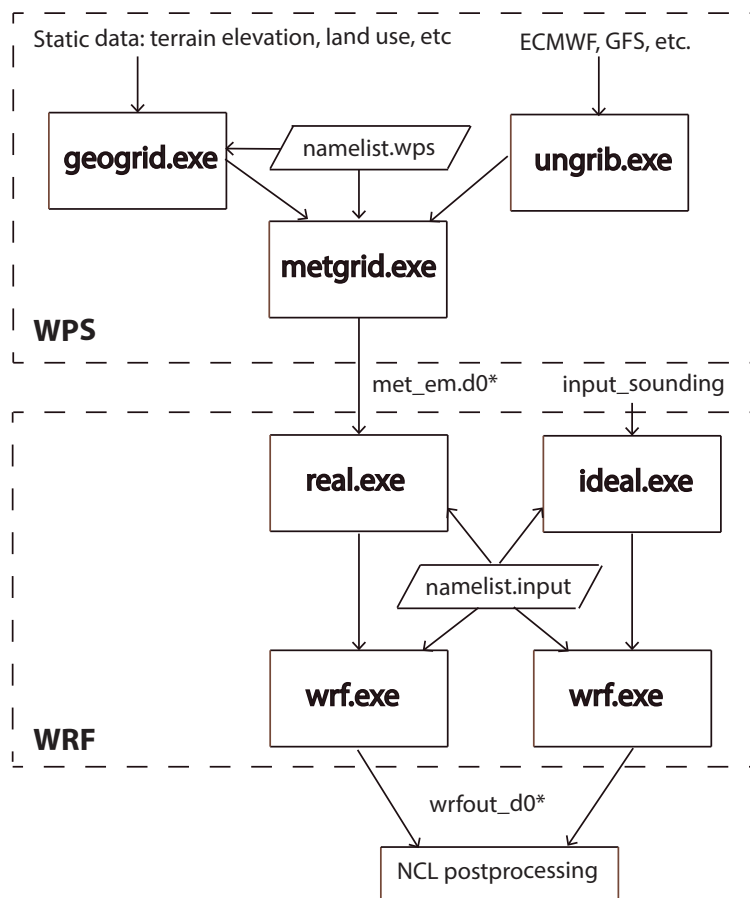 Static data: terrain elevation, land use, etc
ECMWF, GFS, etc.
geogrid.exe
namelist.wps
ungrib.exe
metgrid.exe
WPS
met_em.d0*
input_sounding
real.exe
ideal.exe
namelist.input
wrf.exe
wrf.exe
WRF
wrfout_d0*
NCL postprocessing